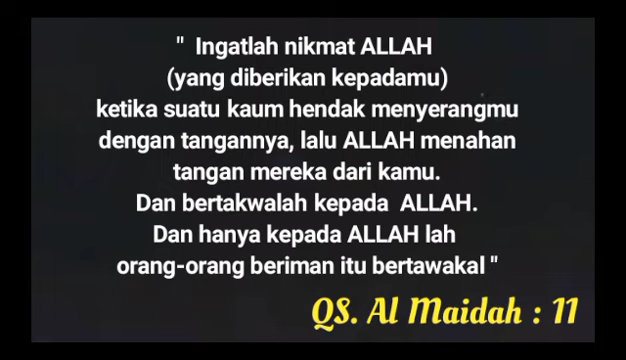 " Ingatlah nikmat ALLAH
(yang diberikan kepadamu)
ketika suatu kaum hendak menyerangmu
dengan tangannya, lalu ALLAH menahan
tangan mereka dari kamu.
Dan bertakwalah kepada ALLAH.
Dan hanya kepada ALLAH lah
orang-orang beriman itu bertawakal "
QS. Al Maidah : 11